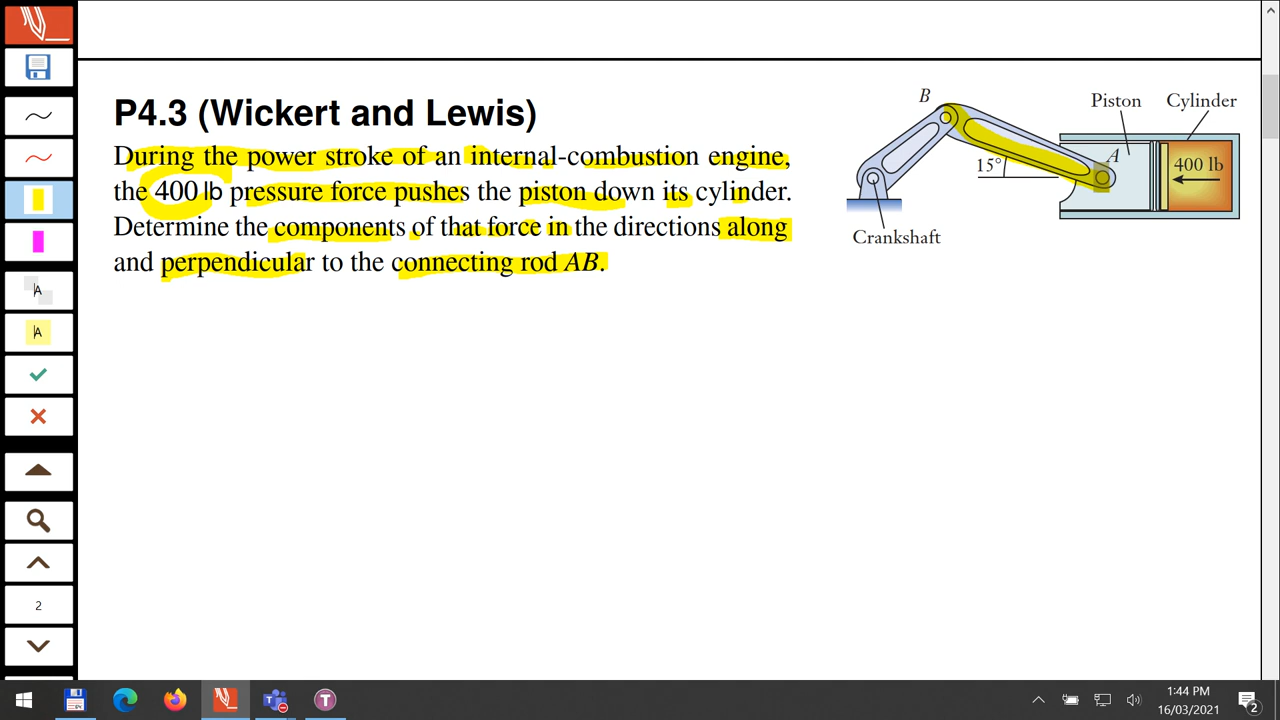 P4.3 (Wickert and Lewis)
During the power stroke of an internal-combustion engine,
the 400 lb pressure force pushes the piston down its cylinder.
Determine the components of that force in the directions along
and perpendicular to the connecting rod AB.
B
Piston
Cylinder
A
15°
400 lb
Crankshaft
A
A
2
T
1:44 PM
16/03/2021
2